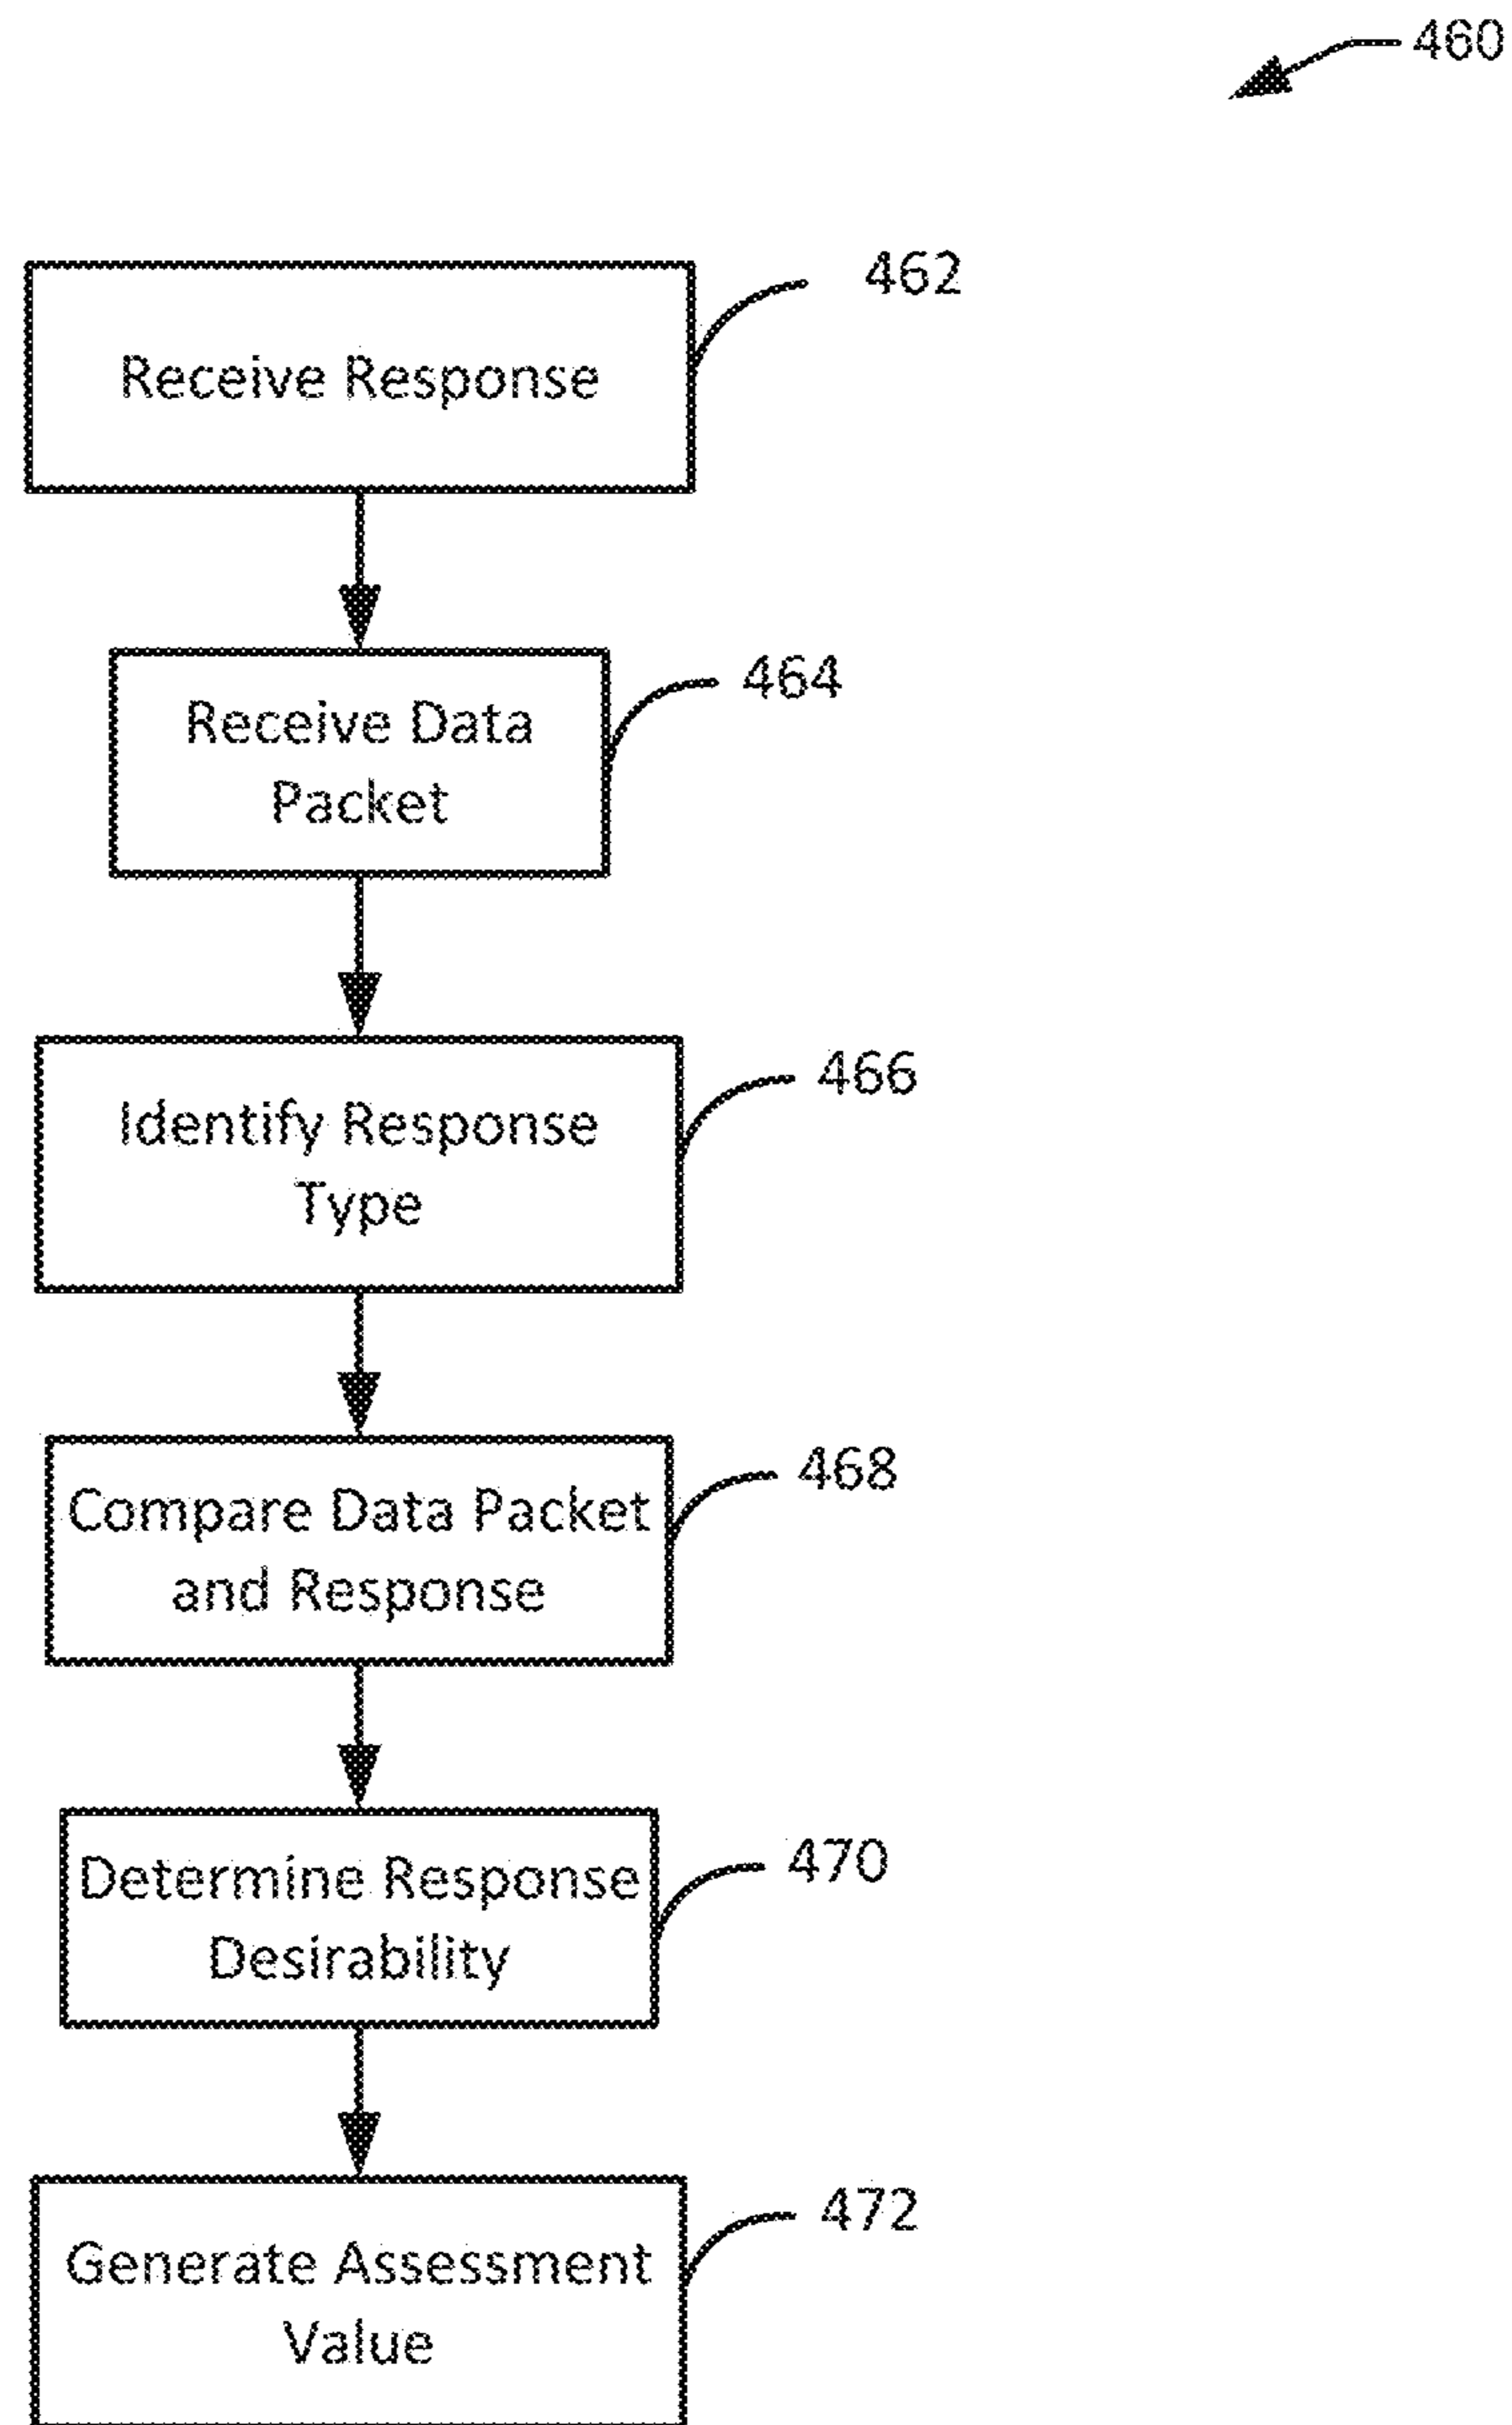 460
462
Receive Response
464
Receive Data
Packet
466
Identify Response
Type
468
Compare Data Packet
and Response
470
Determine Response
Desirability
472
Generate Assessment
Value